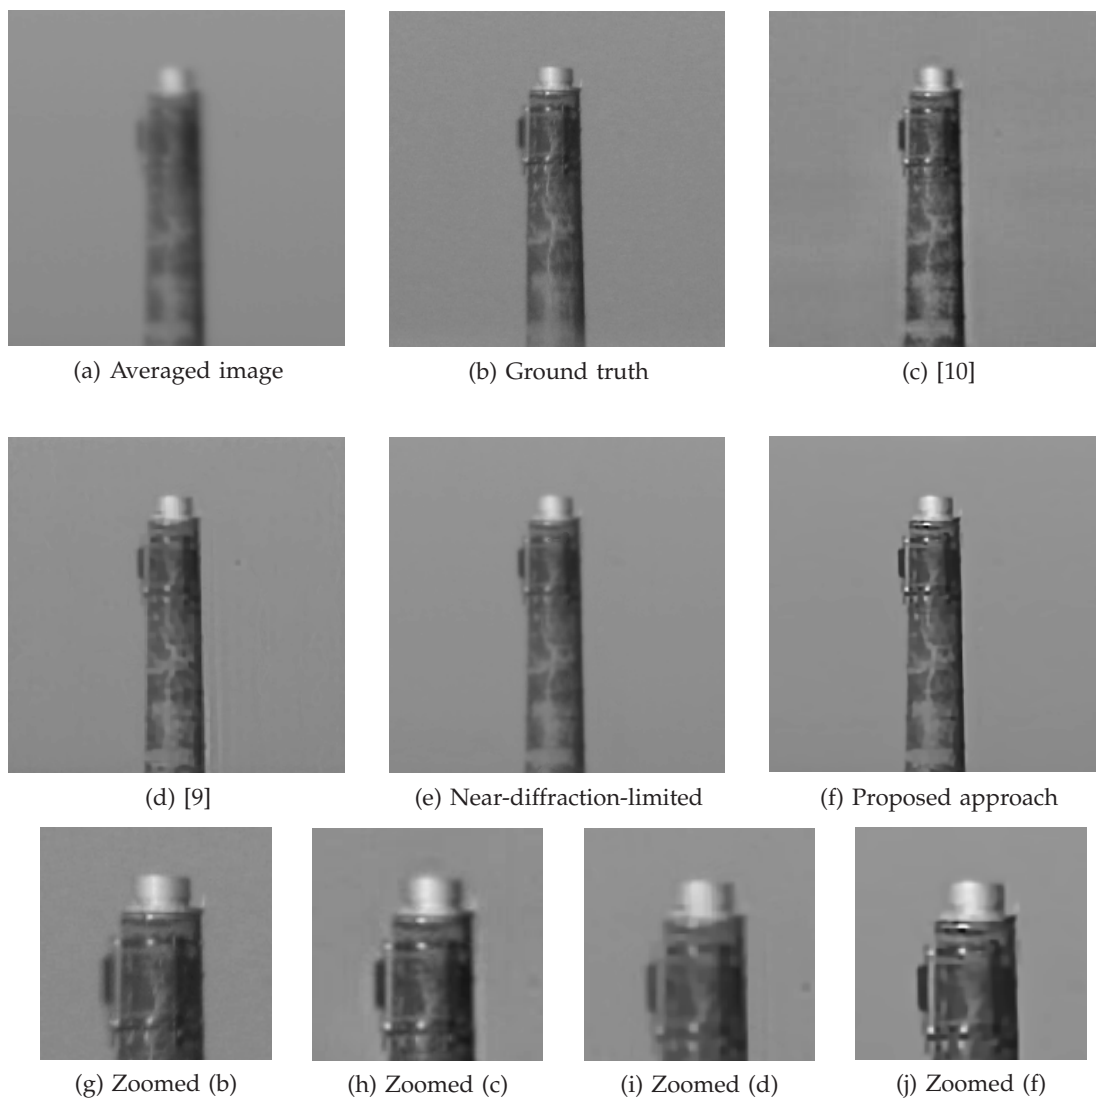 (a) Averaged image
(b) Ground truth
(c) [10]
(d) [9]
(e) Near-diffraction-limited
(f) Proposed approach
(g) Zoomed (b)
(h) Zoomed (c)
(i) Zoomed (d)
(j) Zoomed (f)